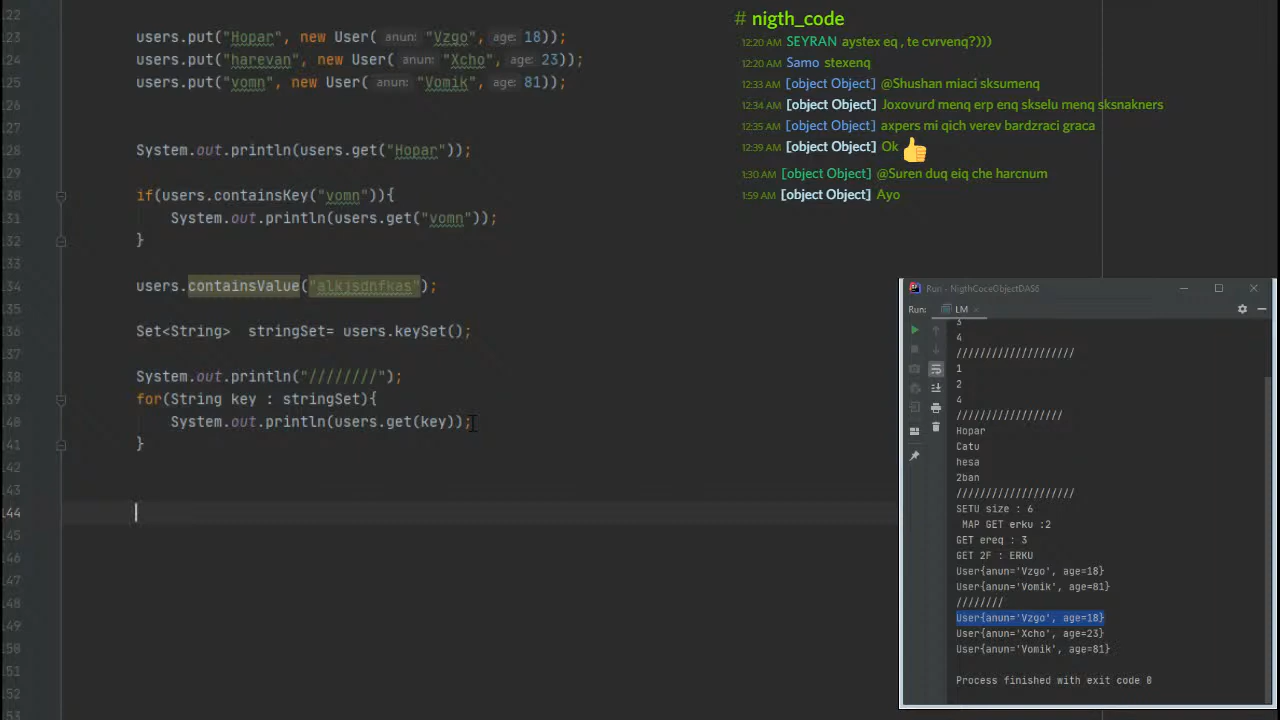 22
23 users.put("Hopar", new User( anun: "Vzgo", age: 18));
24 users.put("harevan", new User( anun: "Xcho", age: 23));
25 users.put("vomn", new User( anun: "Vomik", age: 81));
26
27
28 System.out.println(users.get("Hopar"));
29
30 if(users.containsKey("vomn")){
31 System.out.println(users.get("vomn"));
32 }
33
34 users.containsValue("alkjsdnfkas");
35
36 Set<String>  stringSet= users.keySet();
37
38 System.out.println("////////");
39 for(String key : stringSet){
40 System.out.println(users.get(key));
41 }
42
43
144
45
46
47
48
49
50
51
52
53
# nigth_code
12:20 AM SEYRAN aystex eq , te cvrvenq?)))
12:20 AM Samo stexenq
12:33 AM [object Object] @Shushan miaci sksumenq
12:34 AM [object Object] Joxovurd menq erp enq skselu menq sksnakners
12:35 AM [object Object] axpers mi qich verev bardzraci graca
12:39 AM [object Object] Ok 👍
1:30 AM [object Object] @Suren duq eiq che harcnum
1:59 AM [object Object] Ayo
Run - NigthCoceObjectDAS6
Run: LM
3
4
////////////////////
1
2
4
//////////////////
Hopar
Catu
hesa
2ban
////////////////////
SETU size : 6
MAP GET erku :2
GET ereq : 3
GET 2F : ERKU
User{anun='Vzgo', age=18}
User{anun='Vomik', age=81}
////////
User{anun='Vzgo', age=18}
User{anun='Xcho', age=23}
User{anun='Vomik', age=81}
Process finished with exit code 0